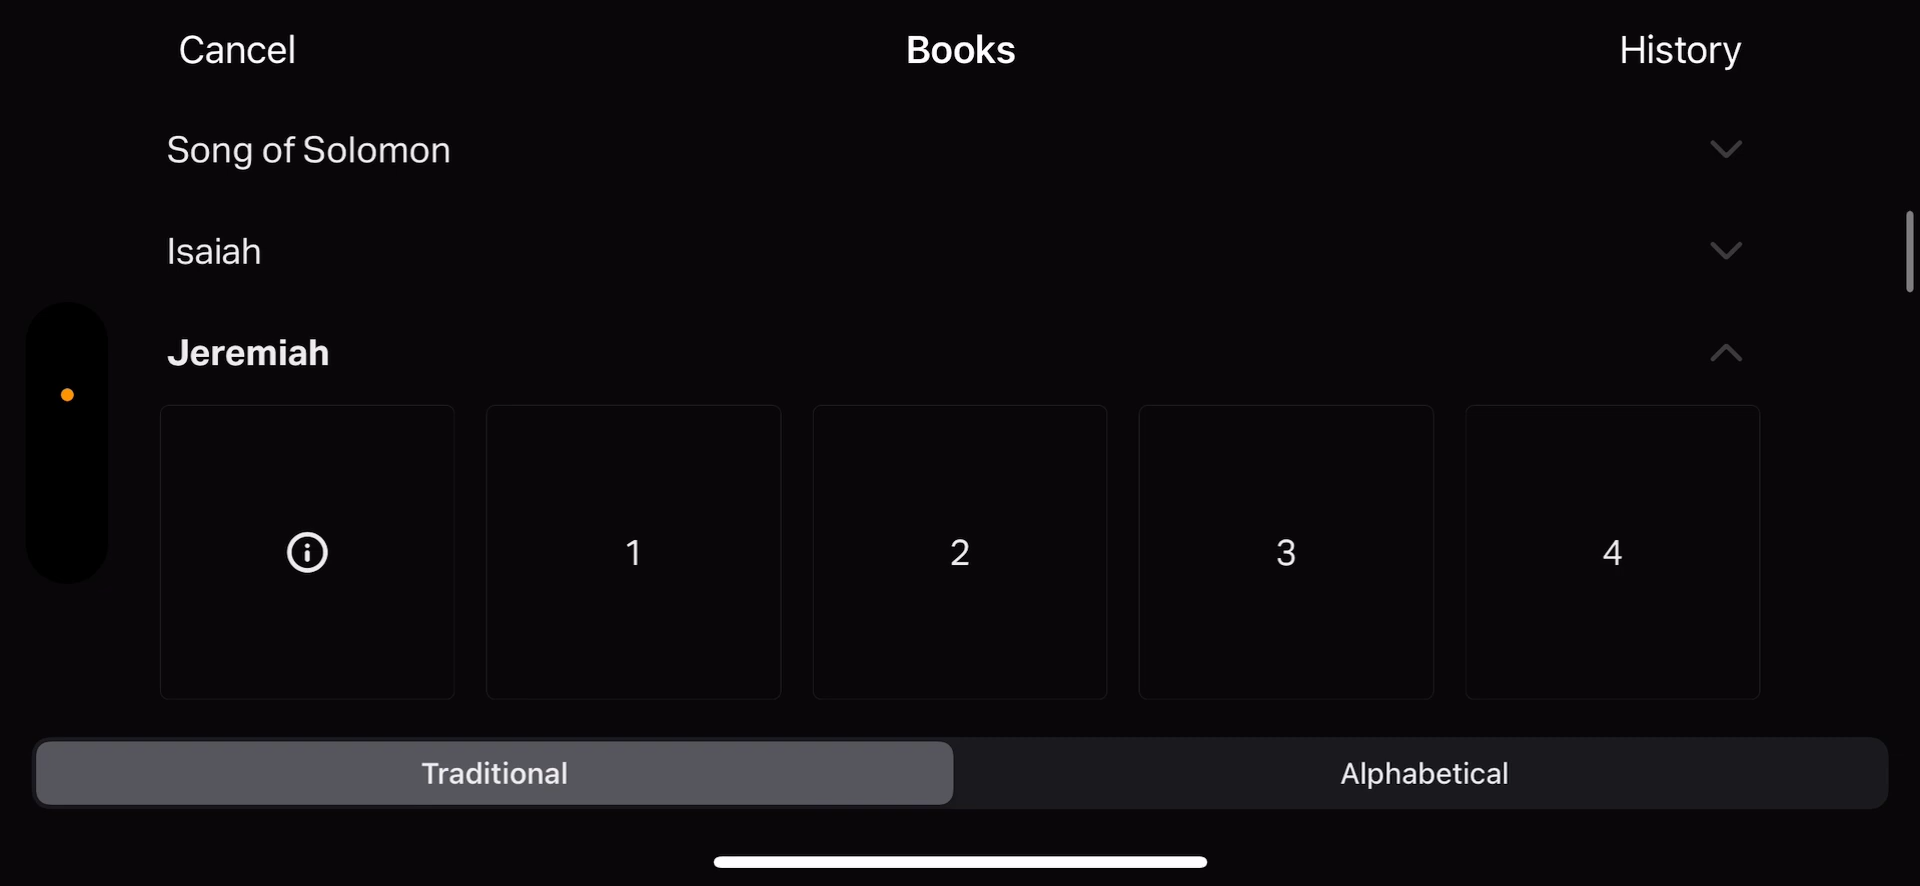 Cancel Books History
Song of Solomon
Isaiah
Jeremiah
1 2 3 4
Traditional Alphabetical